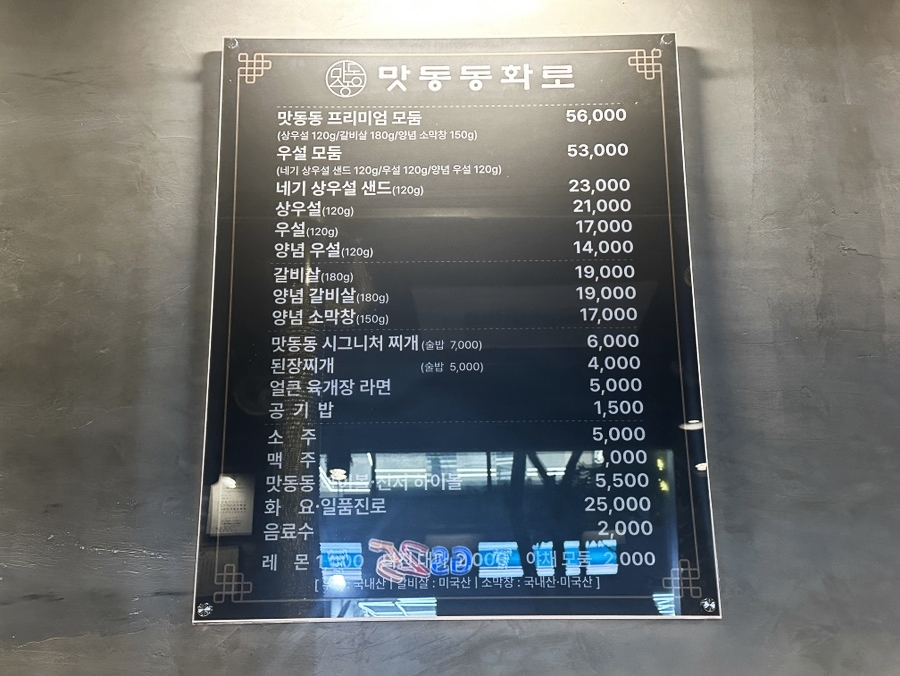 맛동동 맛동동화로
맛동동 프리미엄 모둠 56,000
(상우설 120g/갈비살 180g/양념 소막창 150g)
우설 모둠 53,000
(네기 상우설 샌드 120g/우설 120g/양념 우설 120g)
네기 상우설 샌드(120g) 23,000
상우설(120g) 21,000
우설(120g) 17,000
양념 우설(120g) 14,000
갈비살(180g) 19,000
양념 갈비살(180g) 19,000
양념 소막창(150g) 17,000
맛동동 시그니처 찌개(술밥 7,000) 6,000
된장찌개 (술밥 5,000) 4,000
얼큰 육개장 라면 5,000
공 기 밥 1,500
소 주 5,000
맥 주
맛동동 하이볼 5,500
화 요·일품진로 25,000
음료수 2,000
레 몬 야채 모둠
국내산 | 갈비살 : 미국산 | 소막창 : 국내산·미국산 ]